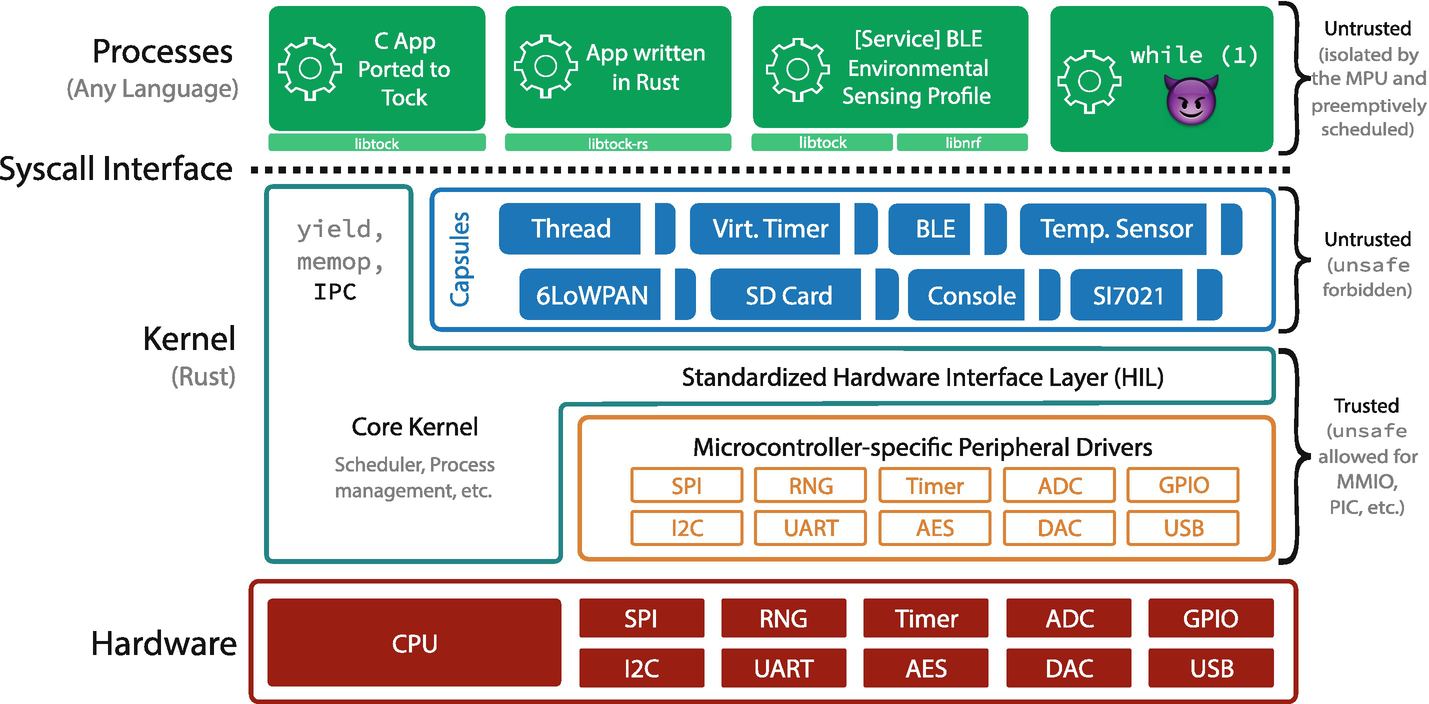 Processes
(Any Language)
C App
Ported to
Tock
libtock
App written
in Rust
libtock-rs
[Service] BLE
Environmental
Sensing Profile
libtock
libnrf
while (1)
Untrusted
(isolated by
the MPU and
preemptively
scheduled)
Syscall Interface
Kernel
(Rust)
yield,
memop,
IPC
Capsules
Thread
Virt. Timer
BLE
Temp. Sensor
6LoWPAN
SD Card
Console
SI7021
Untrusted
(unsafe
forbidden)
Standardized Hardware Interface Layer (HIL)
Core Kernel
Scheduler, Process
management, etc.
Microcontroller-specific Peripheral Drivers
SPI
RNG
Timer
ADC
GPIO
I2C
UART
AES
DAC
USB
Trusted
(unsafe
allowed for
MMIO,
PIC, etc.)
Hardware
CPU
SPI
RNG
Timer
ADC
GPIO
I2C
UART
AES
DAC
USB